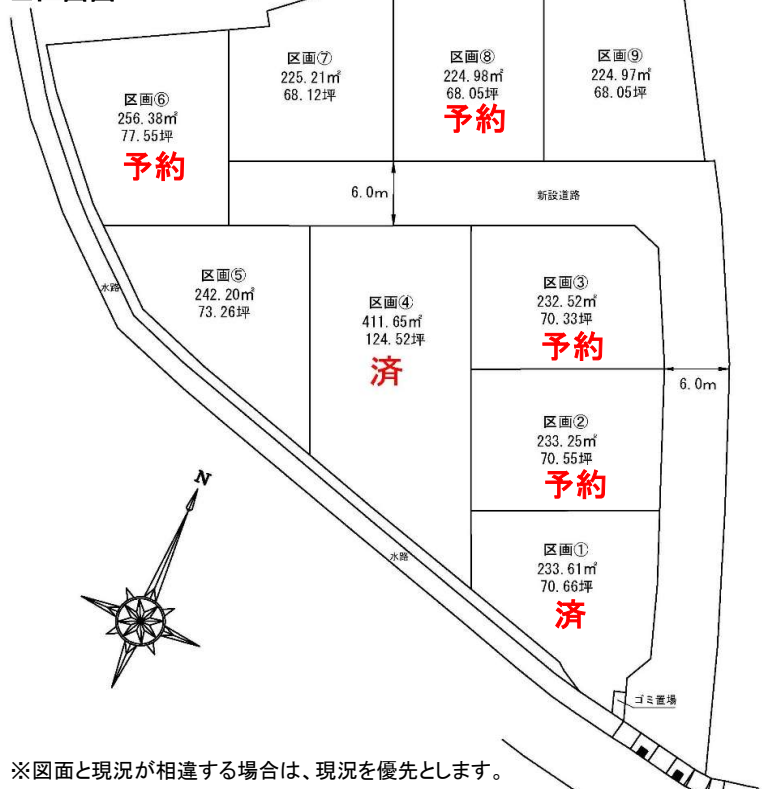 区画⑦
225.21㎡
68.12坪
区画⑧
224.98㎡
68.05坪
予約
区画⑨
224.97㎡
68.05坪
区画⑥
256.38㎡
77.55坪
予約
6.0m
新設道路
水路
区画⑤
242.20㎡
73.26坪
区画④
411.65㎡
124.52坪
済
区画③
232.52㎡
70.33坪
予約
6.0m
区画②
233.25㎡
70.55坪
予約
N
水路
区画①
233.61㎡
70.66坪
済
ゴミ置場
※図面と現況が相違する場合は、現況を優先とします。